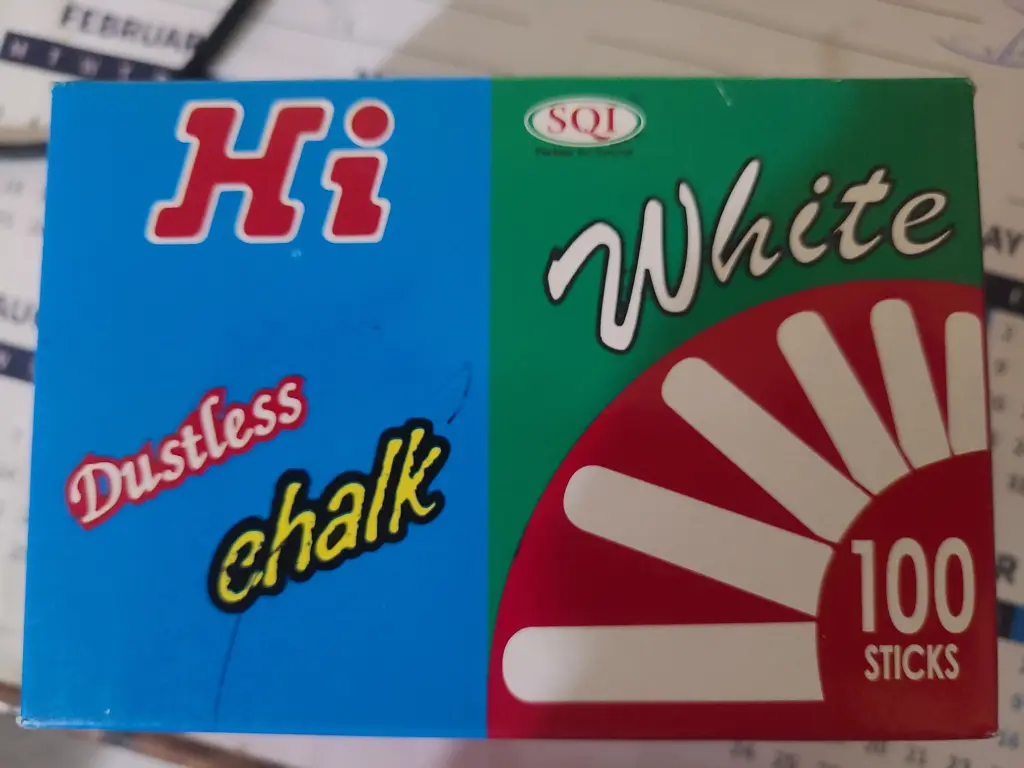 FEBRUAR
Hi
SQI
White
Dustless
chalk
100
STICKS